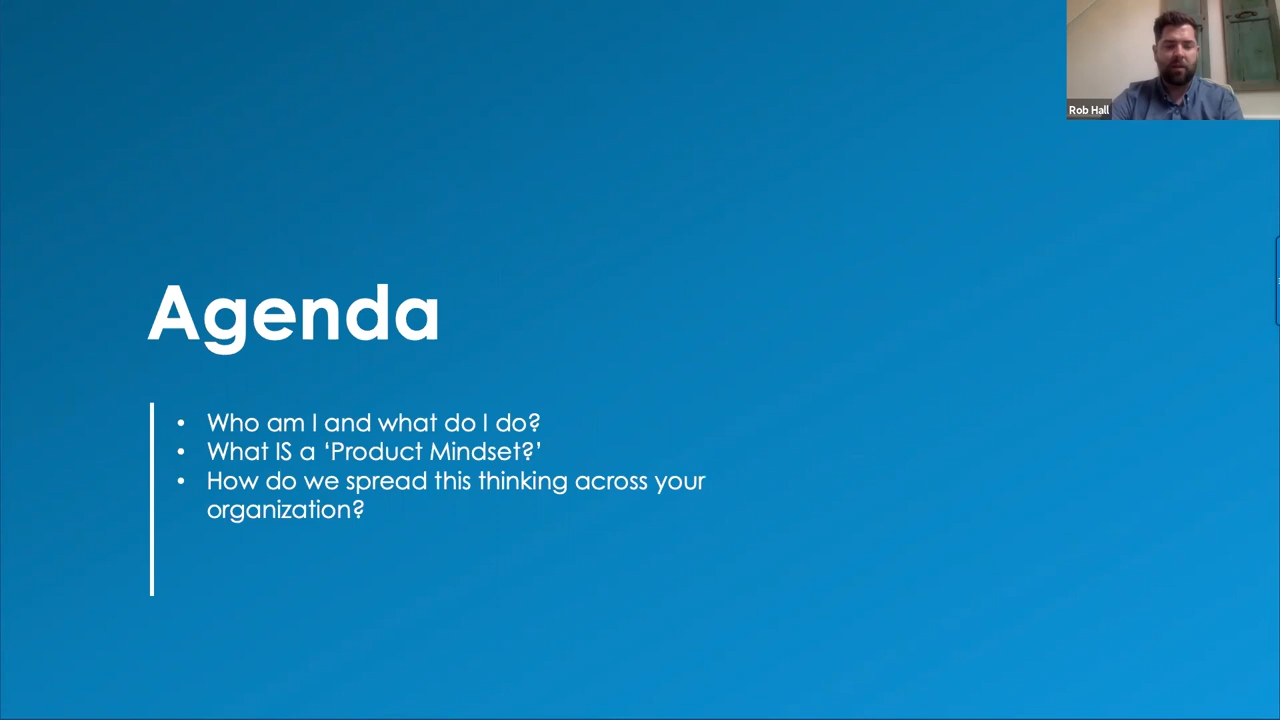 Rob Hall
Agenda
• Who am I and what do I do?
• What IS a ‘Product Mindset?’
• How do we spread this thinking across your
organization?